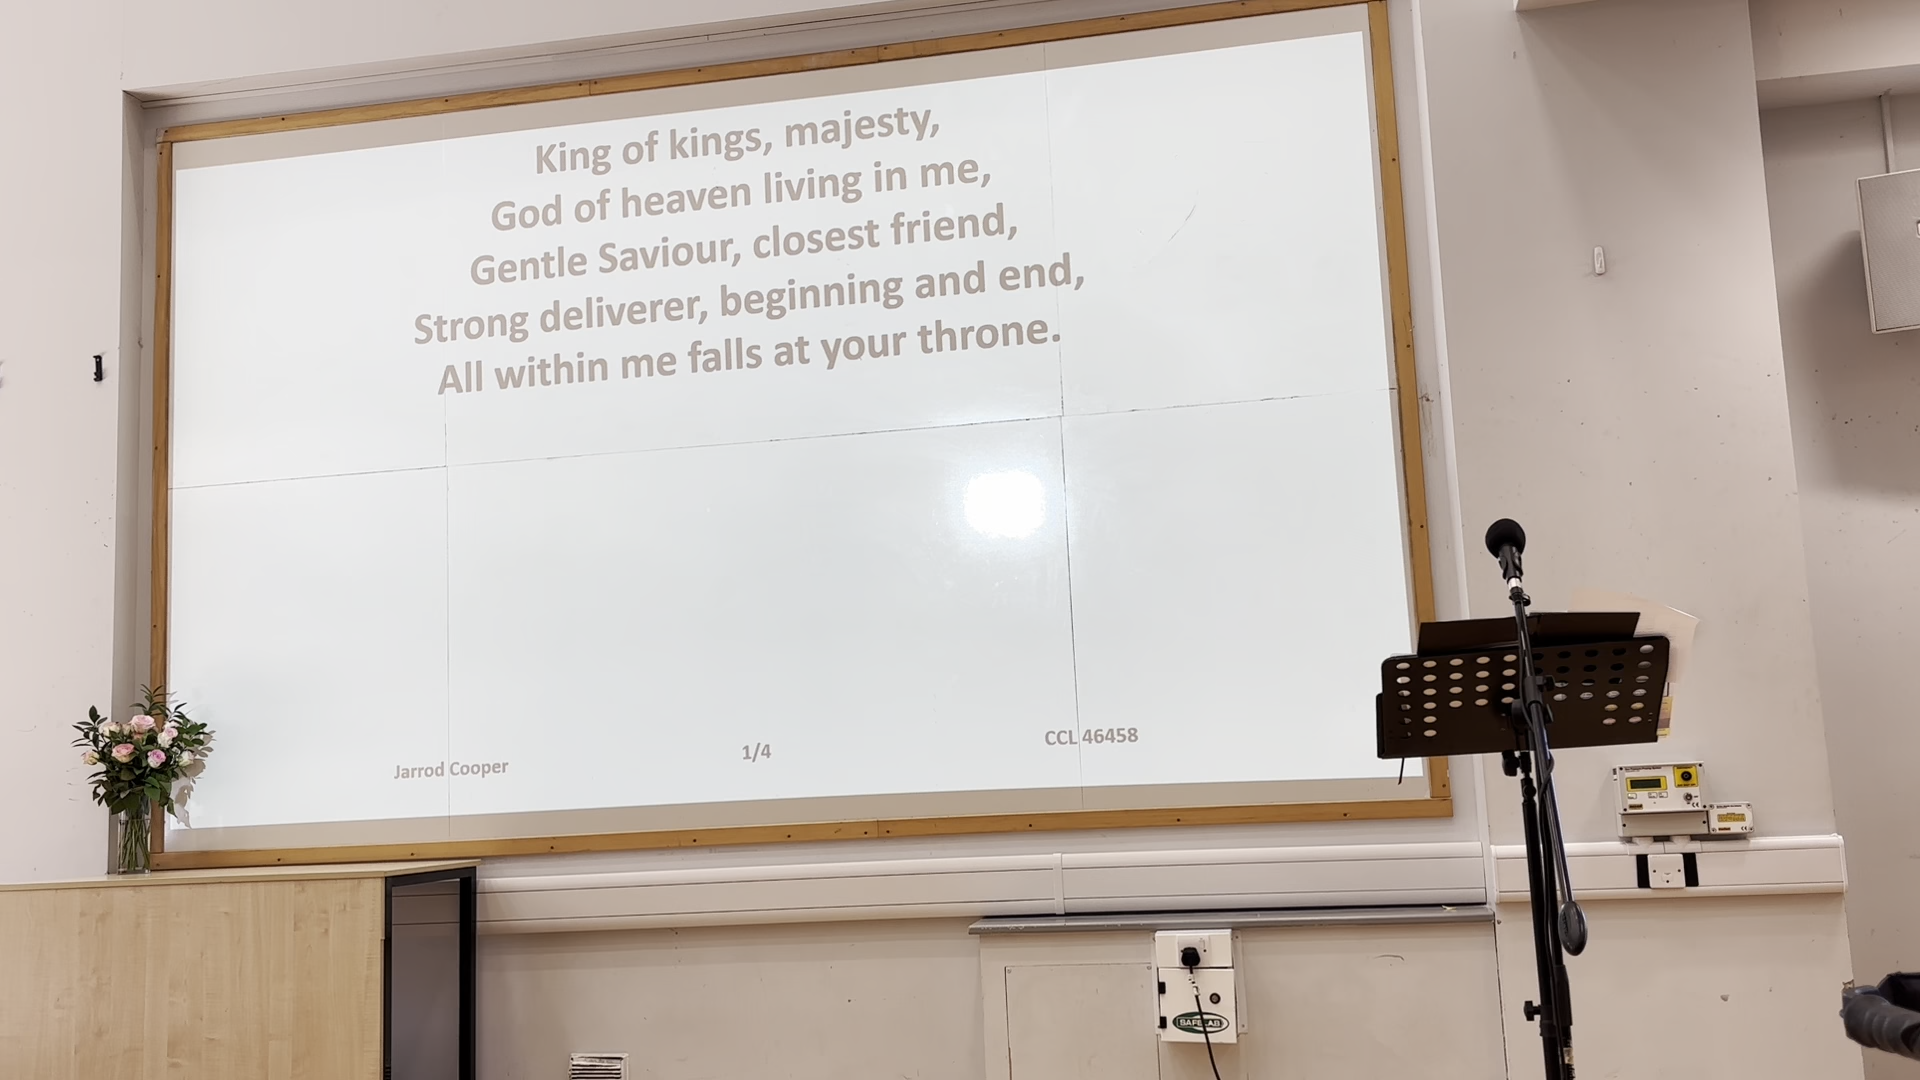 King of kings, majesty,
God of heaven living in me,
Gentle Saviour, closest friend,
Strong deliverer, beginning and end,
All within me falls at your throne.
Jarrod Cooper
1/4
CCL 46458
SAFELAB